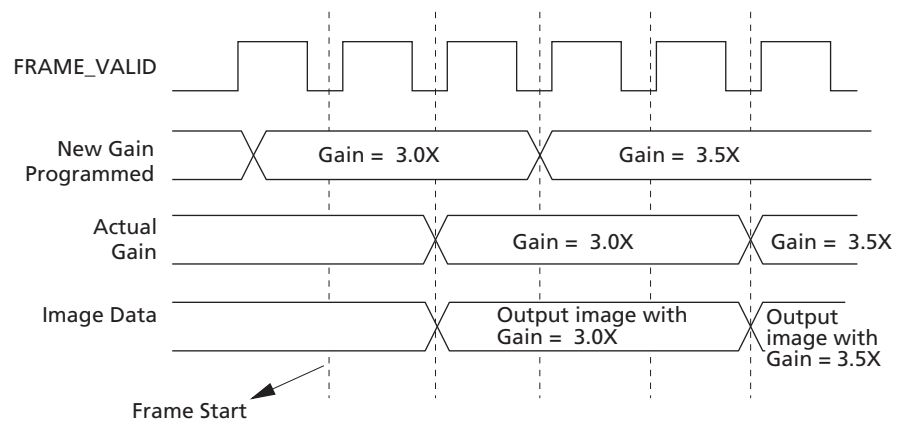 FRAME_VALID
New Gain
Programmed
Gain = 3.0X
Gain = 3.5X
Actual
Gain
Gain = 3.0X
Gain = 3.5X
Image Data
Output image with
Gain = 3.0X
Output
image with
Gain = 3.5X
Frame Start